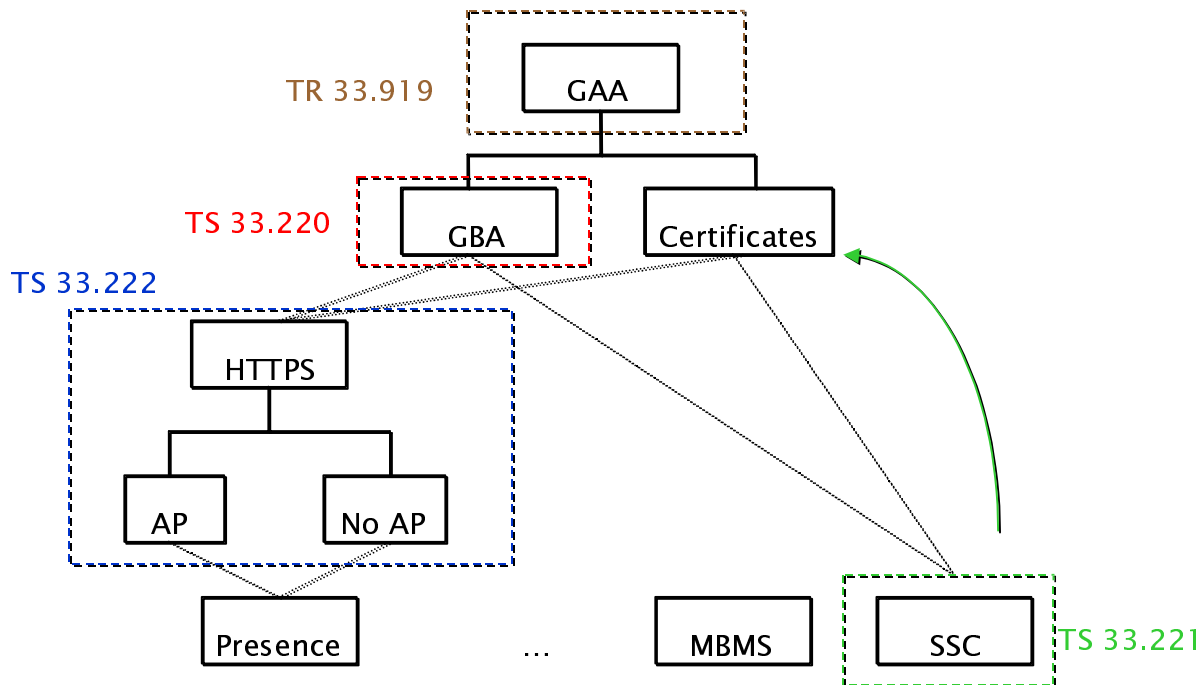 GAA
TR 33.919
TS 33.220
GBA
Certificates
TS 33.222
HTTPS
AP
No AP
Presence
...
MBMS
SSC
TS 33.221